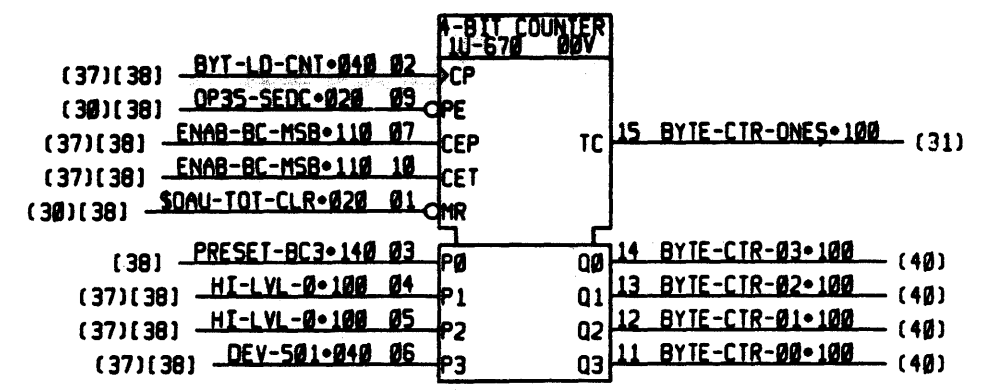 4-BIT COUNTER
1U-670 00V
(37)[38] BYT-LD-CNT•040 02 CP
(30)[38] OP35-SEDC•020 09 PE
(37)[38] ENAB-BC-MSB•110 07 CEP TC 15 BYTE-CTR-ONES•100 (31)
(37)[38] ENAB-BC-MSB•110 10 CET
(30)[38] $OAU-TOT-CLR•020 01 MR
[38] PRESET-BC3•140 03 P0 Q0 14 BYTE-CTR-03•100 (40)
(37)[38] HI-LVL-0•100 04 P1 Q1 13 BYTE-CTR-02•100 (40)
(37)[38] HI-LVL-0•100 05 P2 Q2 12 BYTE-CTR-01•100 (40)
(37)[38] DEV-501•040 06 P3 Q3 11 BYTE-CTR-00•100 (40)